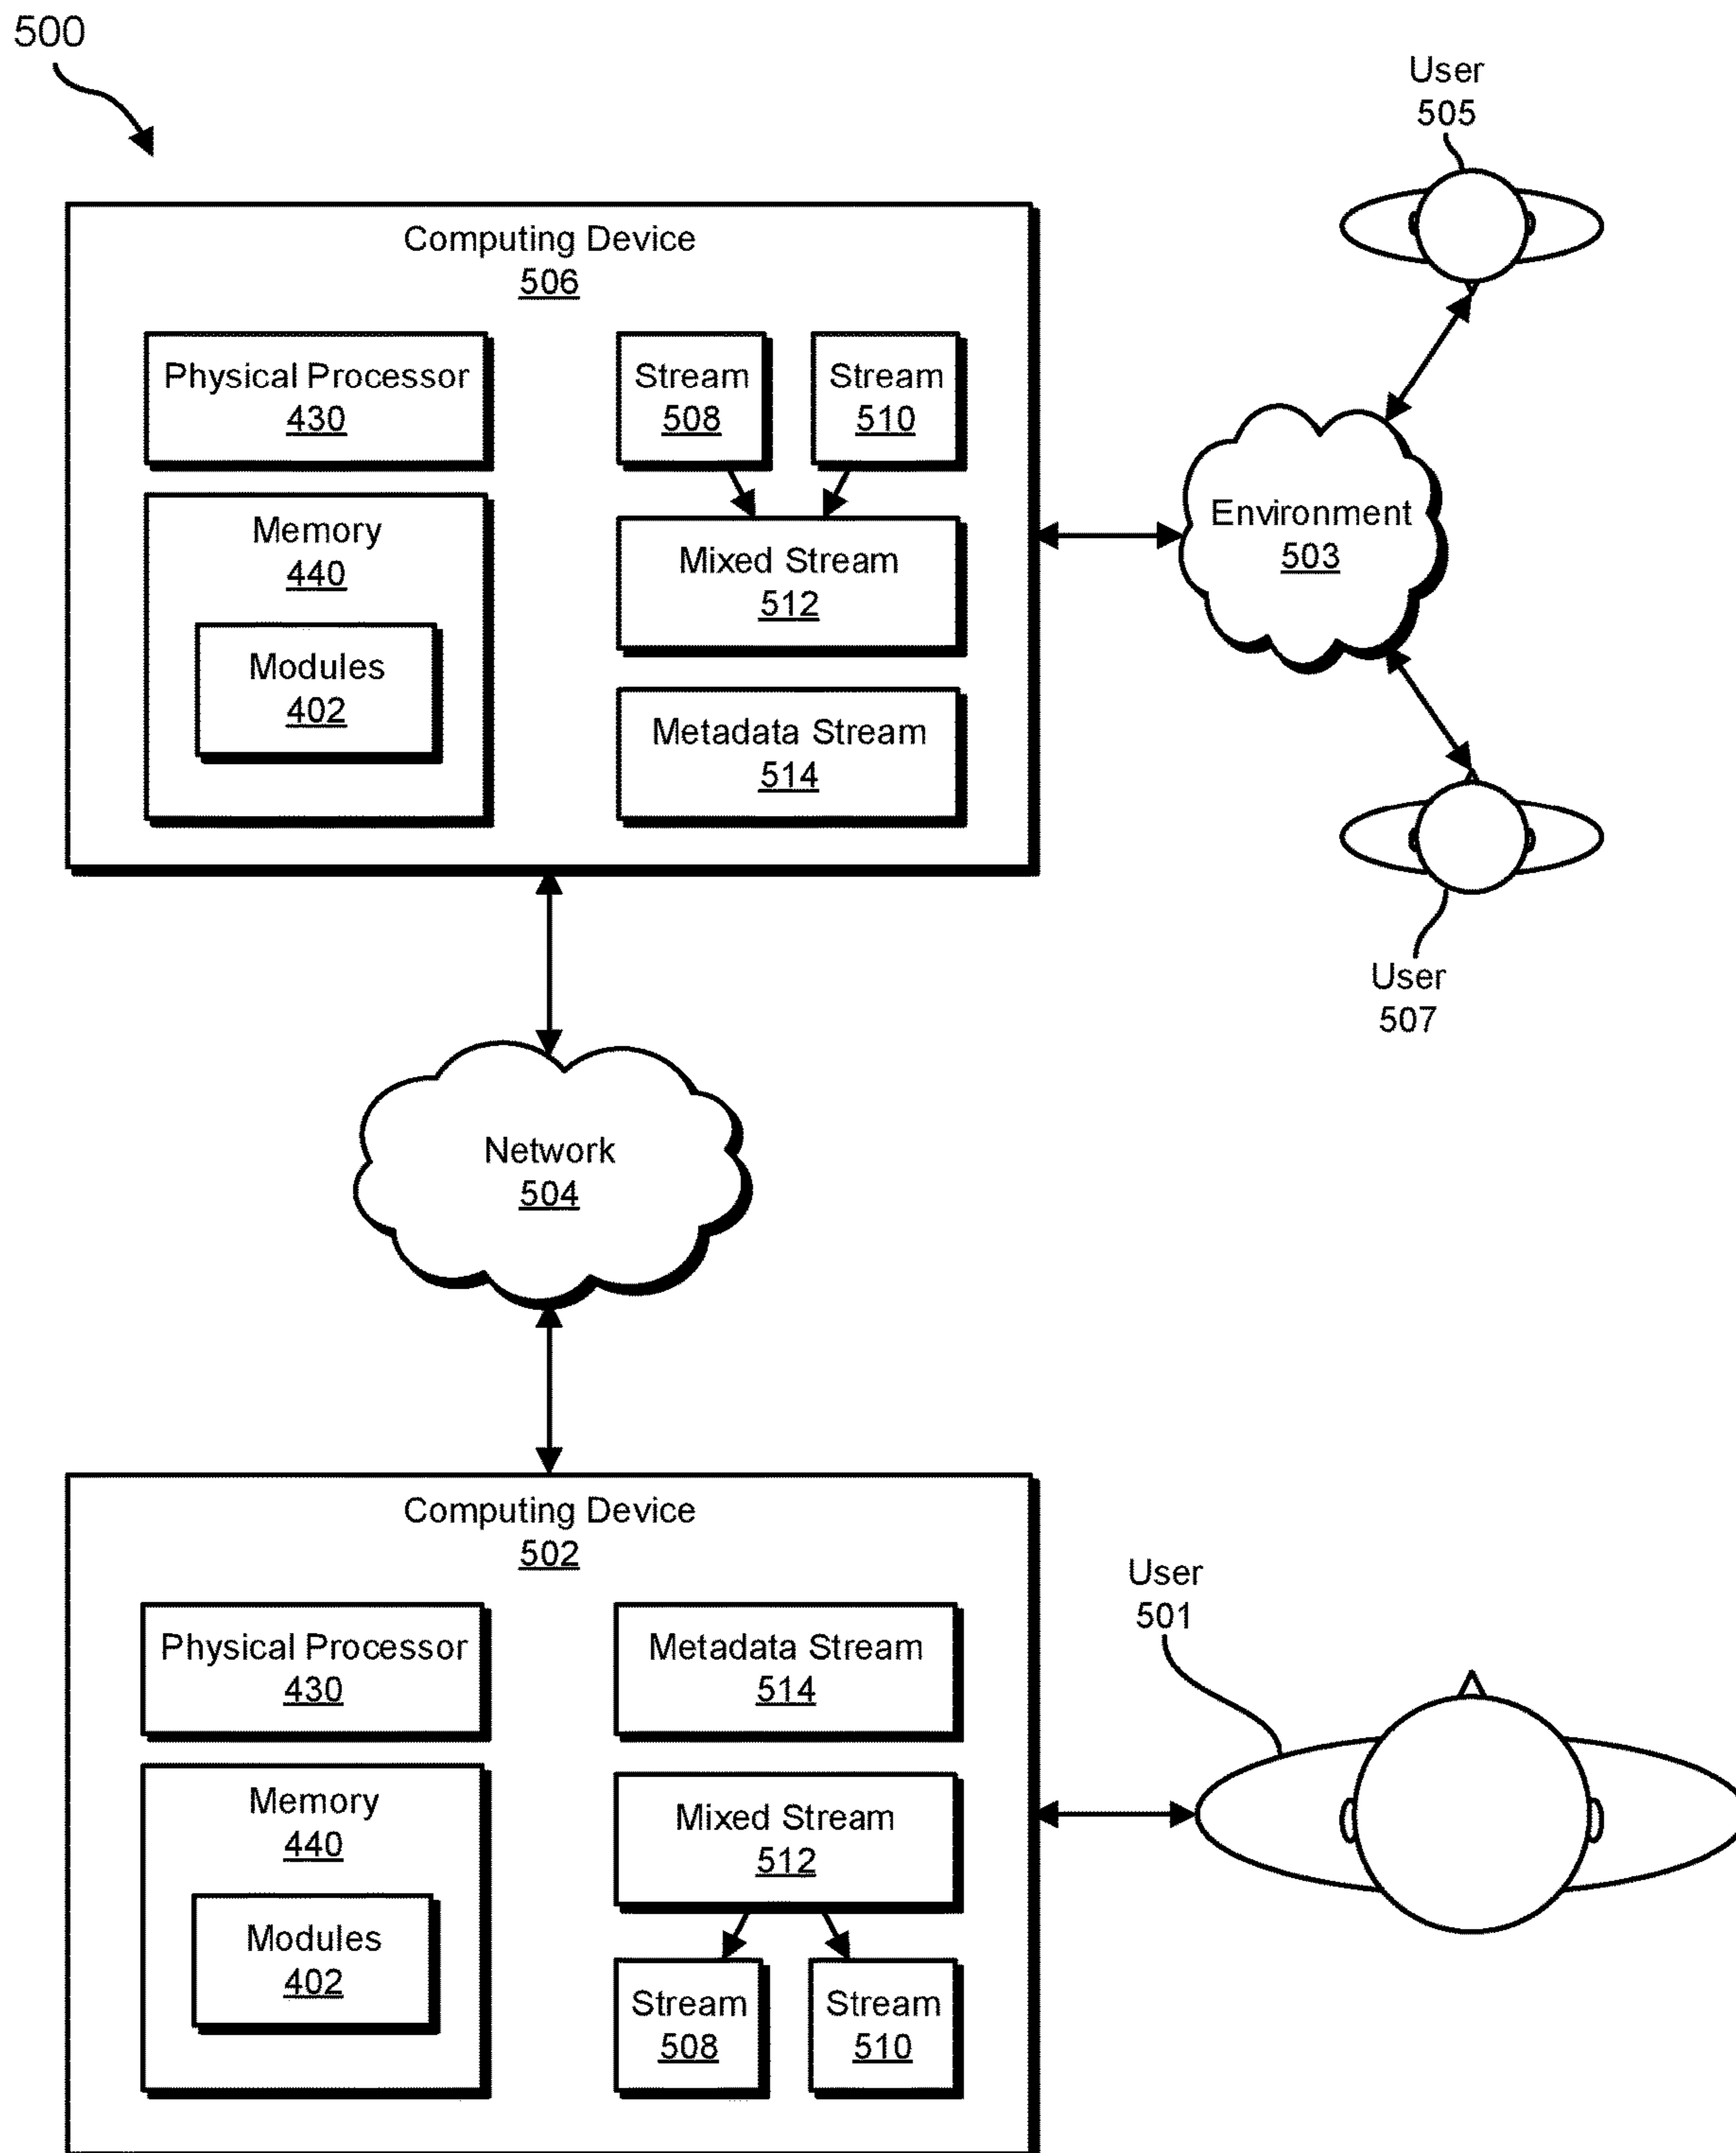 500
User
505
Computing Device
506
Physical Processor
430
Stream
508
Stream
510
Memory
440
Mixed Stream
512
Modules
402
Metadata Stream
514
Environment
503
User
507
Network
504
Computing Device
502
Physical Processor
430
Metadata Stream
514
Memory
440
Mixed Stream
512
Modules
402
Stream
508
Stream
510
User
501